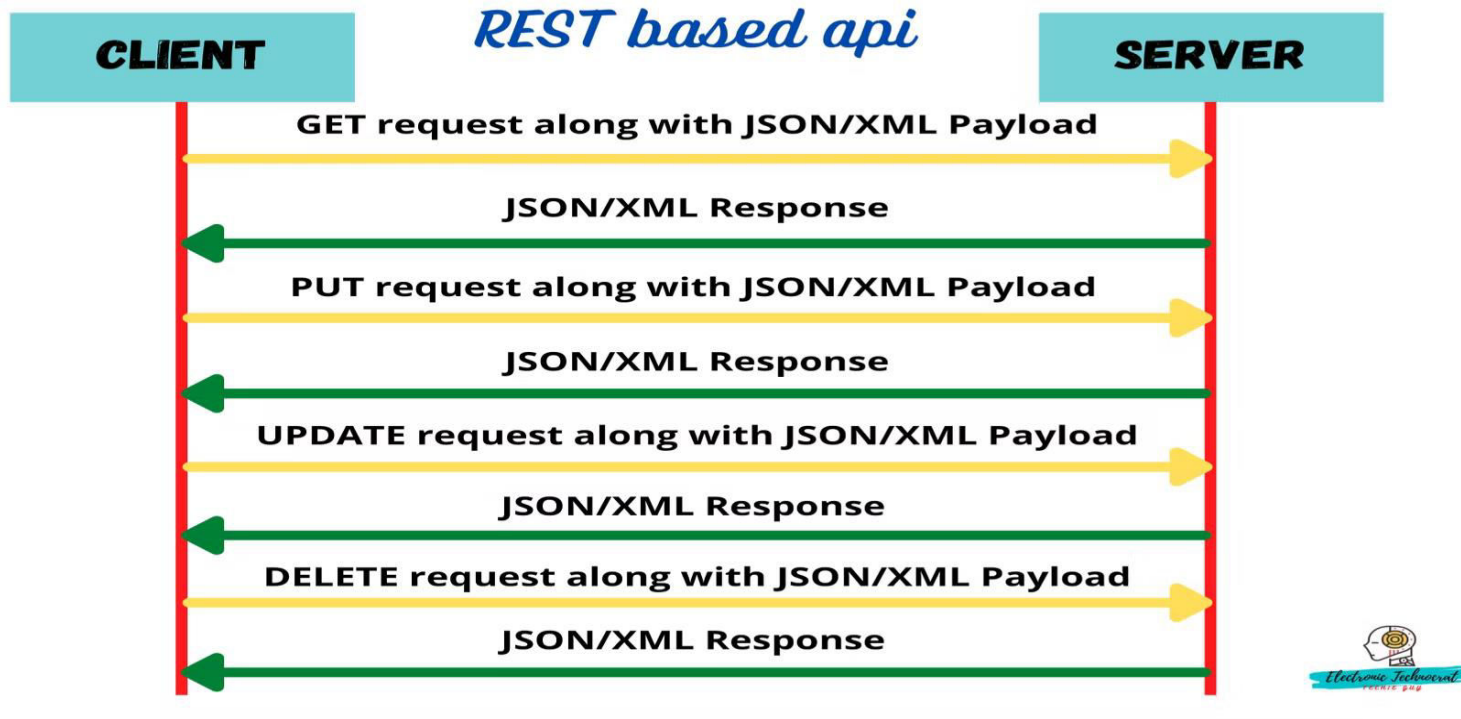 REST based api
CLIENT
SERVER
GET request along with JSON/XML Payload
JSON/XML Response
PUT request along with JSON/XML Payload
JSON/XML Response
UPDATE request along with JSON/XML Payload
JSON/XML Response
DELETE request along with JSON/XML Payload
JSON/XML Response
Electronic Technocrat
TECHIE GUY